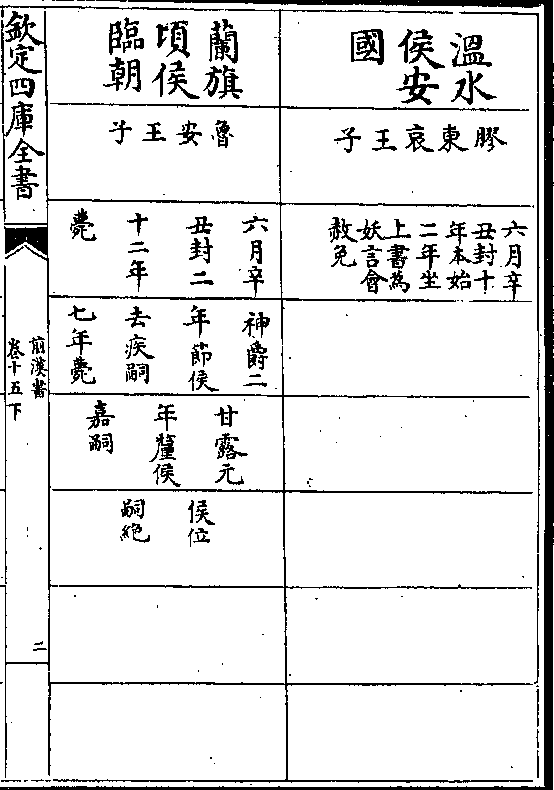 溫水
侯安
國
膠東哀王子
六月辛
丑封十
年本始
二年坐
上書為
妖言會
赦免
蘭旗
頃侯
臨朝
魯安王子
六月辛
丑封二
十二年
薨
神爵二
年節侯
去疾嗣
七年薨
甘露元
年釐侯
嘉嗣
侯位
嗣絶
欽定四庫全書
前漢書
卷十五下
二